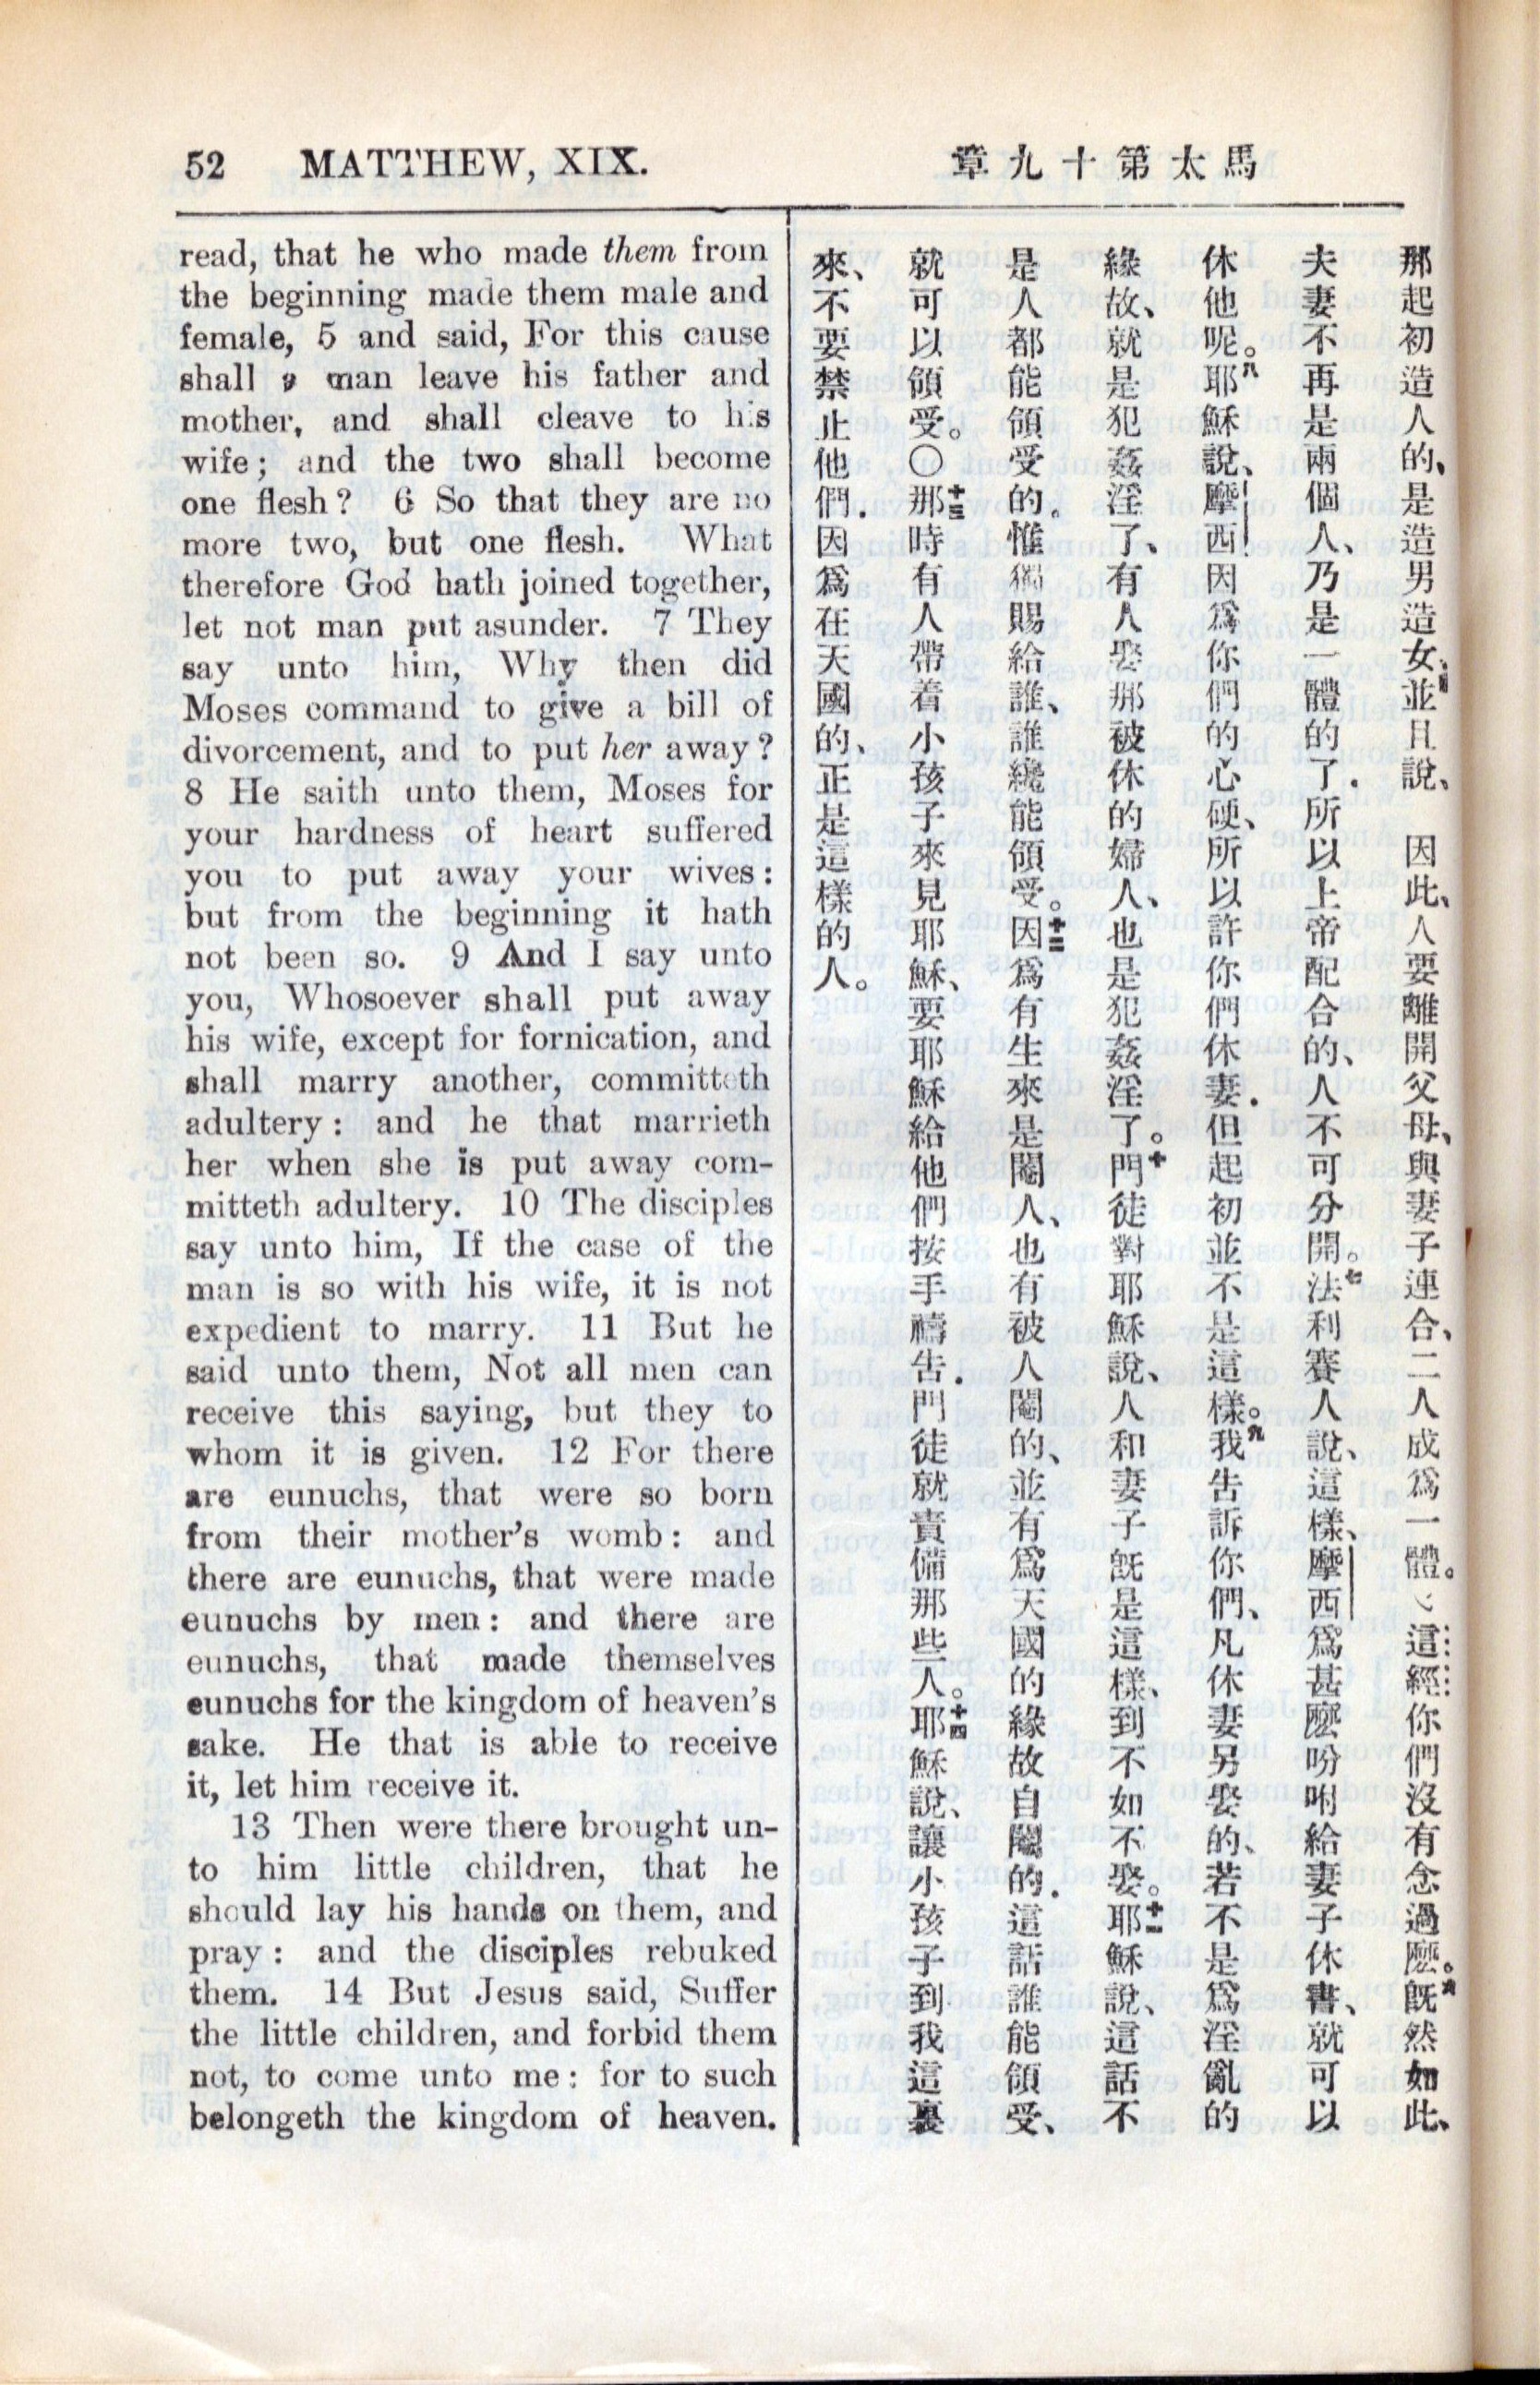 52 MATTHEW, XIX.
章九十第太馬
read, that he who made them from
the beginning made them male and
female, 5 and said, For this cause
shall a man leave his father and
mother, and shall cleave to his
wife; and the two shall become
one flesh? 6 So that they are no
more two, but one flesh. What
therefore God hath joined together,
let not man put asunder. 7 They
say unto him, Why then did
Moses command to give a bill of
divorcement, and to put her away?
8 He saith unto them, Moses for
your hardness of heart suffered
you to put away your wives:
but from the beginning it hath
not been so. 9 And I say unto
you, Whosoever shall put away
his wife, except for fornication, and
shall marry another, committeth
adultery: and he that marrieth
her when she is put away com-
mitteth adultery. 10 The disciples
say unto him, If the case of the
man is so with his wife, it is not
expedient to marry. 11 But he
said unto them, Not all men can
receive this saying, but they to
whom it is given. 12 For there
are eunuchs, that were so born
from their mother's womb: and
there are eunuchs, that were made
eunuchs by men: and there are
eunuchs, that made themselves
eunuchs for the kingdom of heaven's
sake. He that is able to receive
it, let him receive it.
13 Then were there brought un-
to him little children, that he
should lay his hands on them, and
pray: and the disciples rebuked
them. 14 But Jesus said, Suffer
the little children, and forbid them
not, to come unto me: for to such
belongeth the kingdom of heaven.
那起初造人的、是造男造女、五並且說、因此、人要離開父母、與妻子連合、二人成爲一體。這經你們沒有念過麽。六既然如此、
夫妻不再是兩個人、乃是一體的了．所以上帝配合的、人不可分開。七法利賽人說、這樣、摩西爲甚麽吩咐給妻子休書、就可以
休他呢。八耶穌說、摩西因爲你們的心硬、所以許你們休妻．但起初並不是這樣。九我告訴你們、凡休妻另娶的、若不是爲淫亂的
緣故、就是犯姦淫了、有人娶那被休的婦人、也是犯姦淫了。十門徒對耶穌說、人和妻子既是這樣、到不如不娶。十一耶穌說、這話不
是人都能領受的。惟獨賜給誰、誰纔能領受。十二因爲有生來是閹人、也有被人閹的、並有爲天國的緣故自閹的．這話誰能領受、
就可以領受。〇十三那時有人帶着小孩子來見耶穌、要耶穌給他們按手禱告．門徒就責備那些人。十四耶穌說、讓小孩子到我這裏
來、不要禁止他們．因爲在天國的、正是這樣的人。